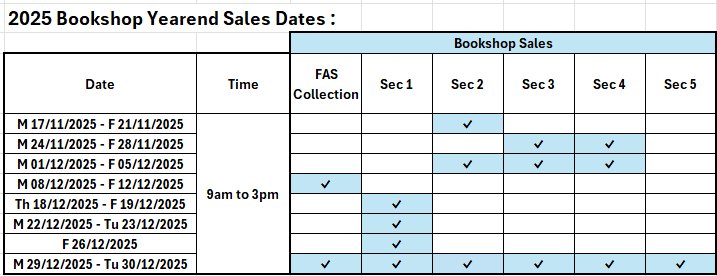 2025 Bookshop Yearend Sales Dates :
Bookshop Sales
Date Time FAS Collection Sec 1 Sec 2 Sec 3 Sec 4 Sec 5
M 17/11/2025 - F 21/11/2025 ✓
M 24/11/2025 - F 28/11/2025 ✓ ✓
M 01/12/2025 - F 05/12/2025 ✓ ✓ ✓
M 08/12/2025 - F 12/12/2025 ✓
9am to 3pm
Th 18/12/2025 - F 19/12/2025 ✓
M 22/12/2025 - Tu 23/12/2025 ✓
F 26/12/2025 ✓
M 29/12/2025 - Tu 30/12/2025 ✓ ✓ ✓ ✓ ✓ ✓